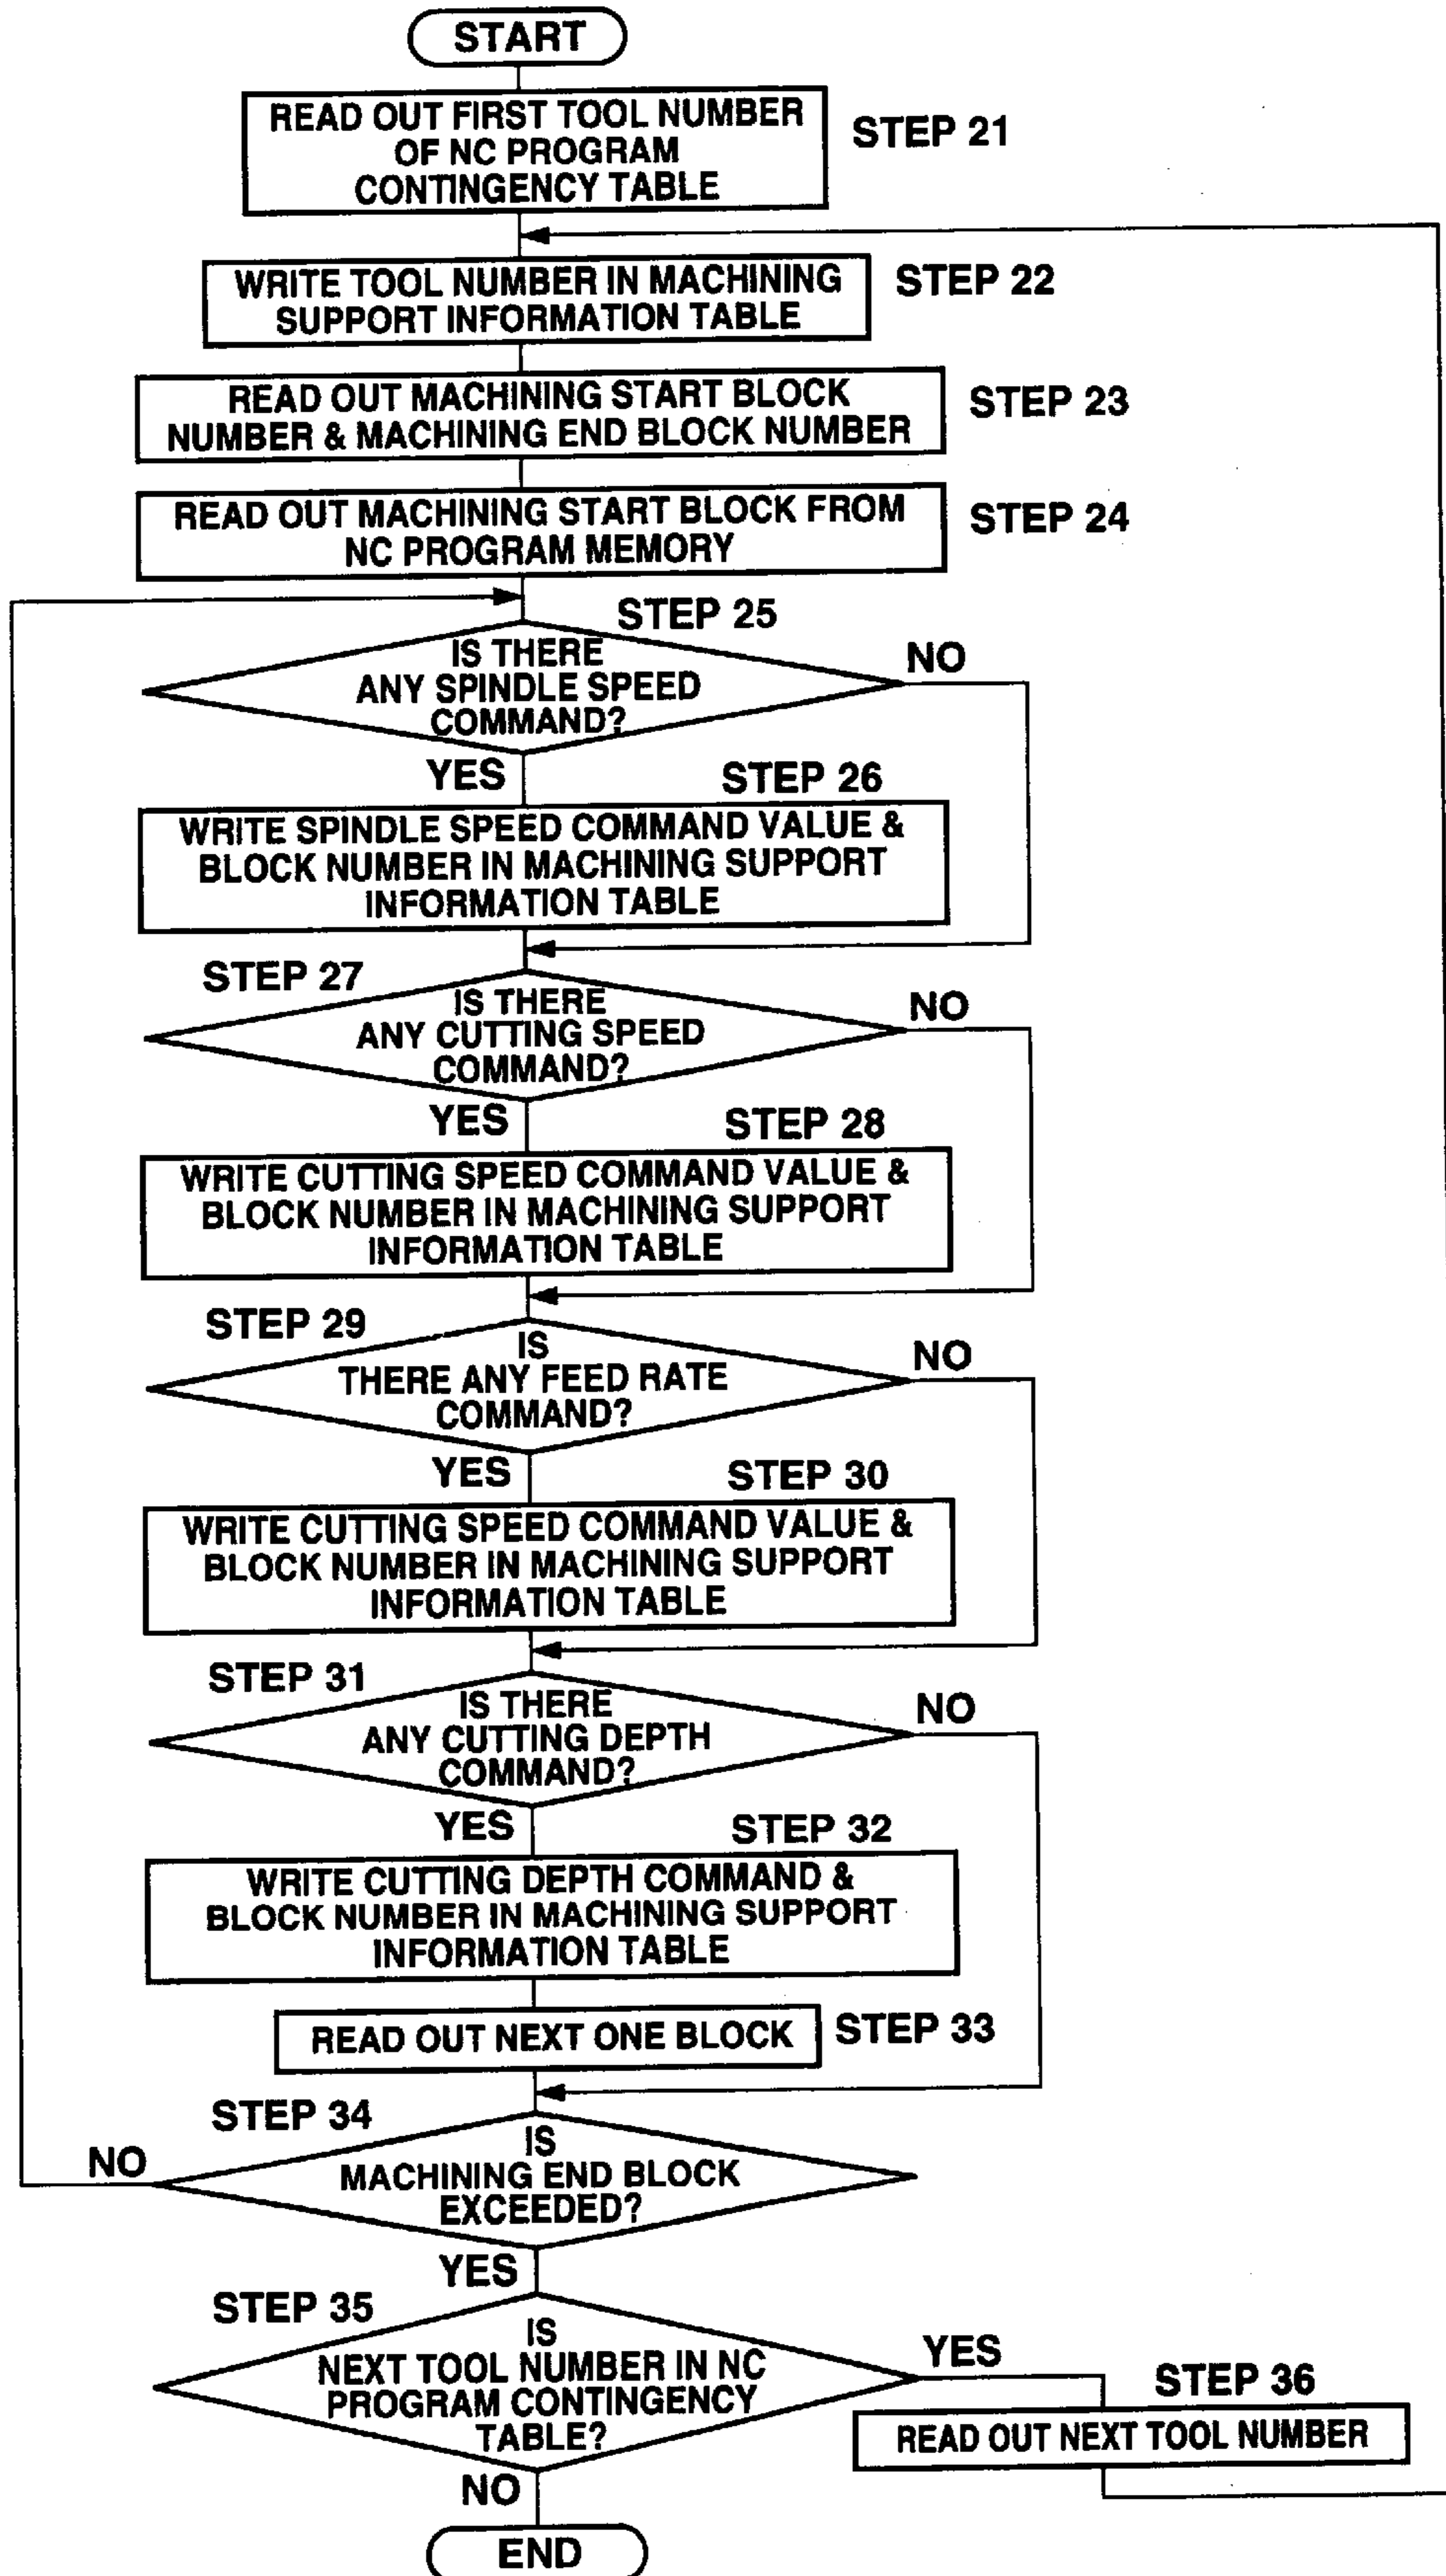 START
READ OUT FIRST TOOL NUMBER
OF NC PROGRAM
CONTINGENCY TABLE
STEP 21
WRITE TOOL NUMBER IN MACHINING
SUPPORT INFORMATION TABLE
STEP 22
READ OUT MACHINING START BLOCK
NUMBER & MACHINING END BLOCK NUMBER
STEP 23
READ OUT MACHINING START BLOCK FROM
NC PROGRAM MEMORY
STEP 24
STEP 25
IS THERE
ANY SPINDLE SPEED
COMMAND?
NO
YES
STEP 26
WRITE SPINDLE SPEED COMMAND VALUE &
BLOCK NUMBER IN MACHINING SUPPORT
INFORMATION TABLE
STEP 27
IS THERE
ANY CUTTING SPEED
COMMAND?
NO
YES
STEP 28
WRITE CUTTING SPEED COMMAND VALUE &
BLOCK NUMBER IN MACHINING SUPPORT
INFORMATION TABLE
STEP 29
IS
THERE ANY FEED RATE
COMMAND?
NO
YES
STEP 30
WRITE CUTTING SPEED COMMAND VALUE &
BLOCK NUMBER IN MACHINING SUPPORT
INFORMATION TABLE
STEP 31
IS THERE
ANY CUTTING DEPTH
COMMAND?
NO
YES
STEP 32
WRITE CUTTING DEPTH COMMAND &
BLOCK NUMBER IN MACHINING SUPPORT
INFORMATION TABLE
READ OUT NEXT ONE BLOCK
STEP 33
STEP 34
IS
MACHINING END BLOCK
EXCEEDED?
NO
YES
STEP 35
IS
NEXT TOOL NUMBER IN NC
PROGRAM CONTINGENCY
TABLE?
YES
STEP 36
READ OUT NEXT TOOL NUMBER
NO
END